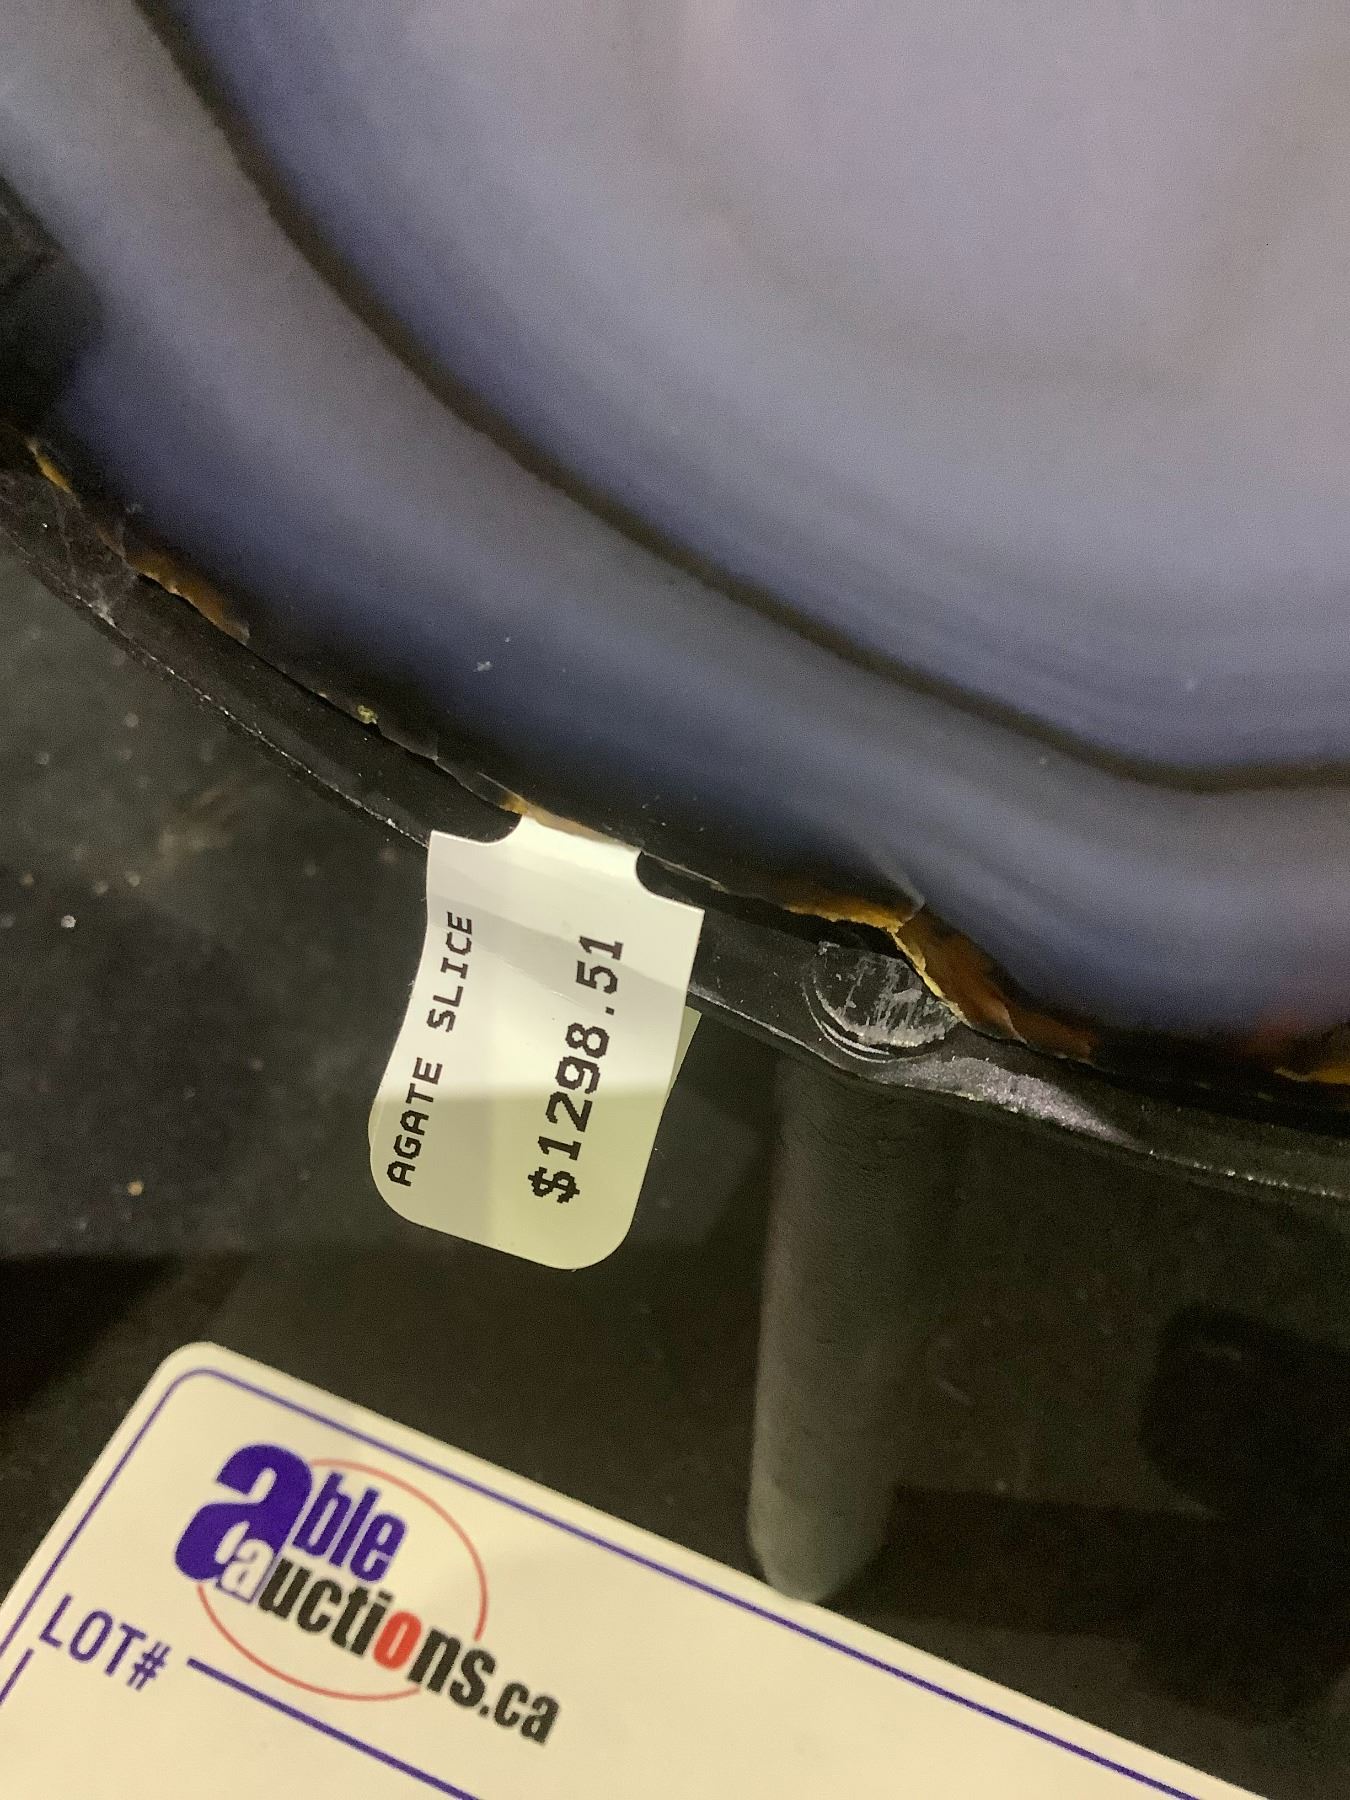 AGATE SLICE
$1298.51
able
auctions.ca
LOT#